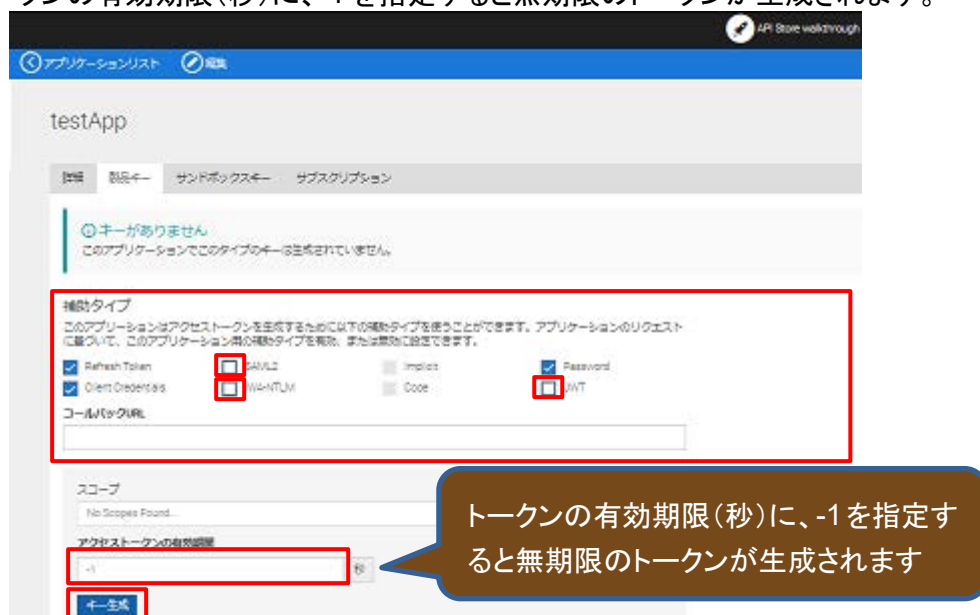 クンの有効期限(秒)に、-1を指定すると無期限のトークンが生成されます。
API Store walkthrough
アプリケーションリスト 編集
testApp
詳細 製品キー サンドボックスキー サブスクリプション
キーがありません
このアプリケーションでこのタイプのキーは生成されていません。
補助タイプ
このアプリーションはアクセストークンを生成するために以下の補助タイプを使うことができます。アプリケーションのリクエスト
に基づいて、このアプリケーション用の補助タイプを有効、または無効に設定できます。
Refresh Token SAML2 Implicit Password
Client Credentials IWA-NTLM Code JWT
コールバックURL
スコープ
No Scopes Found...
アクセストークンの有効期間
-1 秒
キー生成
トークンの有効期限(秒)に、-1を指定す
ると無期限のトークンが生成されます